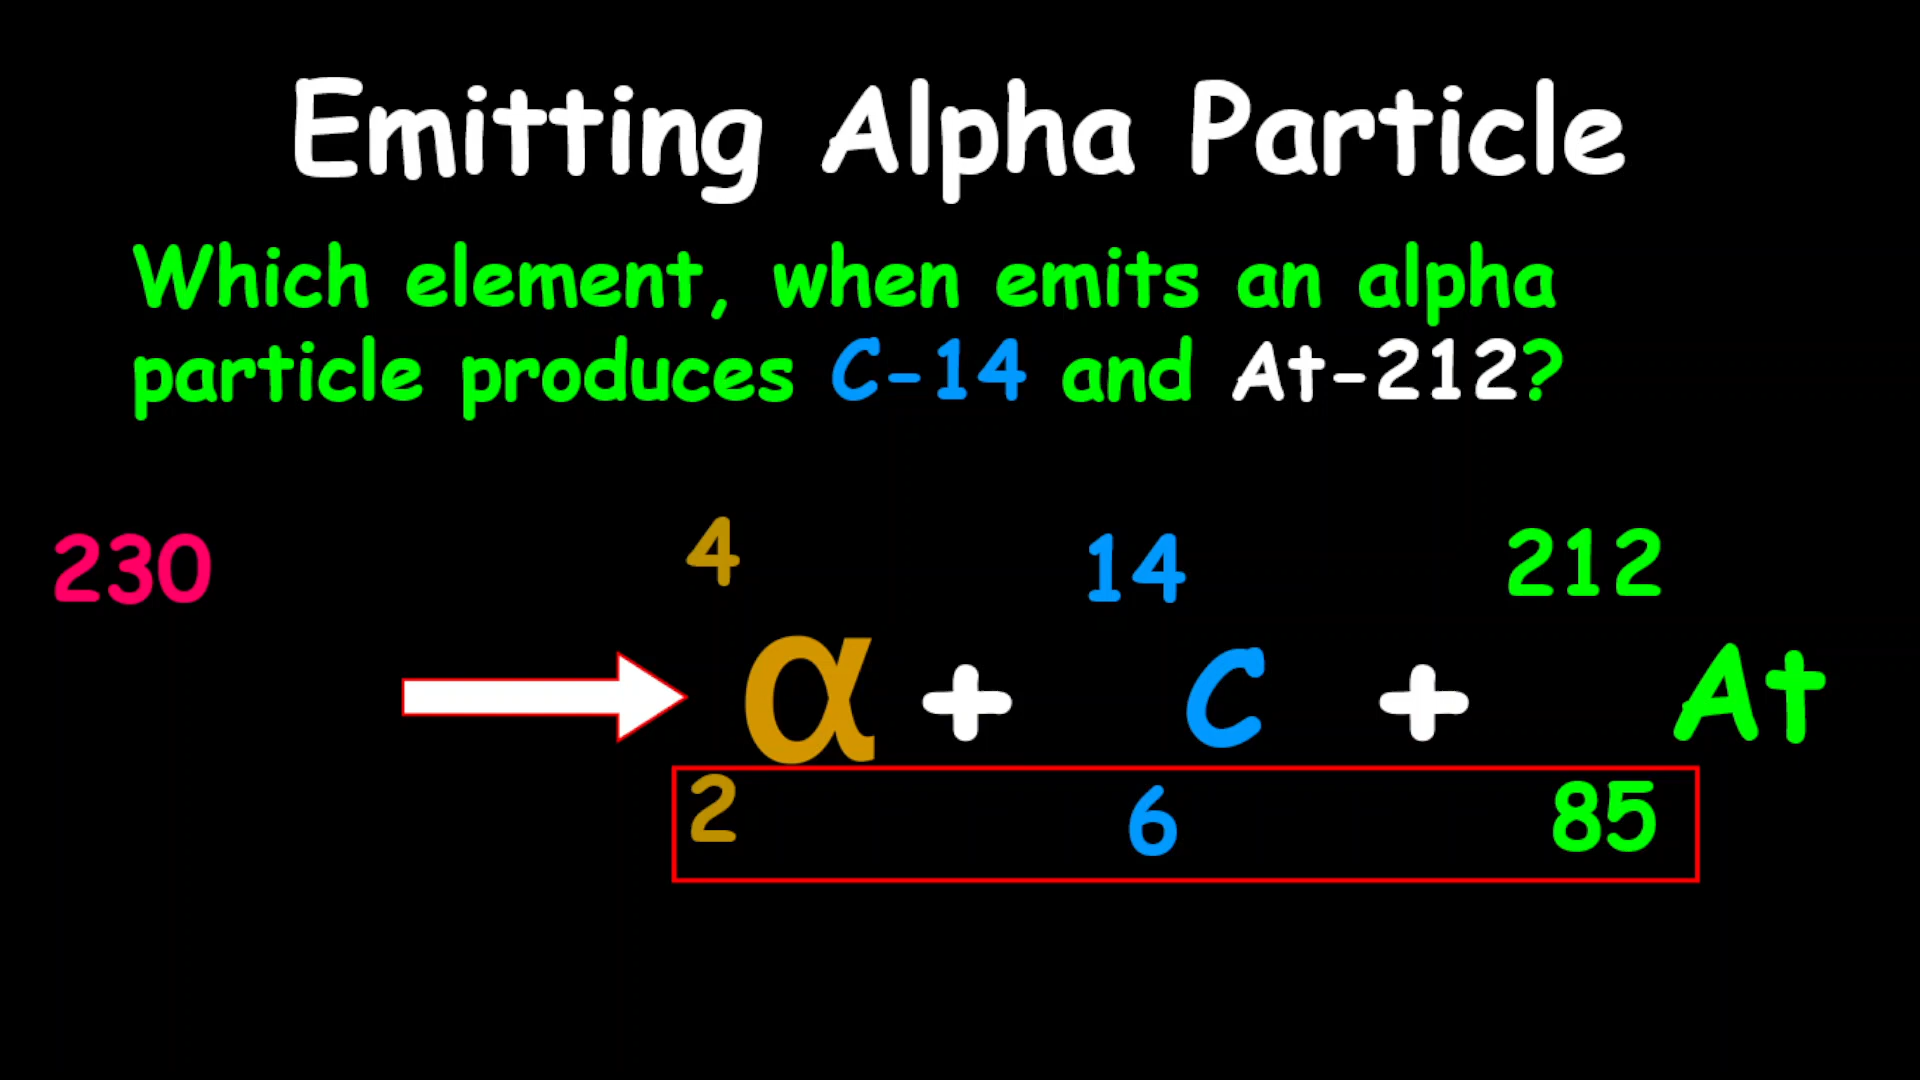 Emitting Alpha Particle
Which element, when emits an alpha
particle produces C-14 and At-212?
230 4 14 212
α + C + At
2 6 85